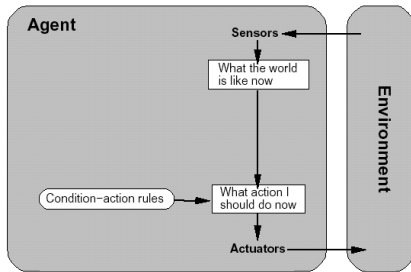 Agent
Sensors
What the world
is like now
Environment
Condition−action rules
What action I
should do now
Actuators